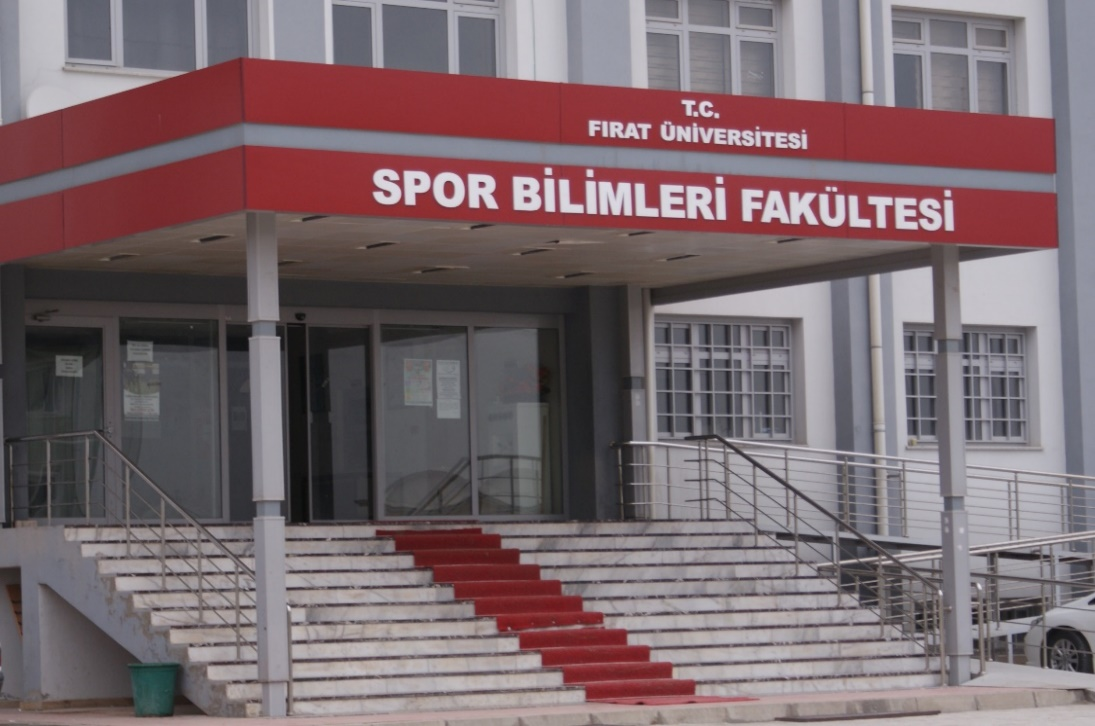 T.C.
FIRAT ÜNİVERSİTESİ
SPOR BİLİMLERİ FAKÜLTESİ